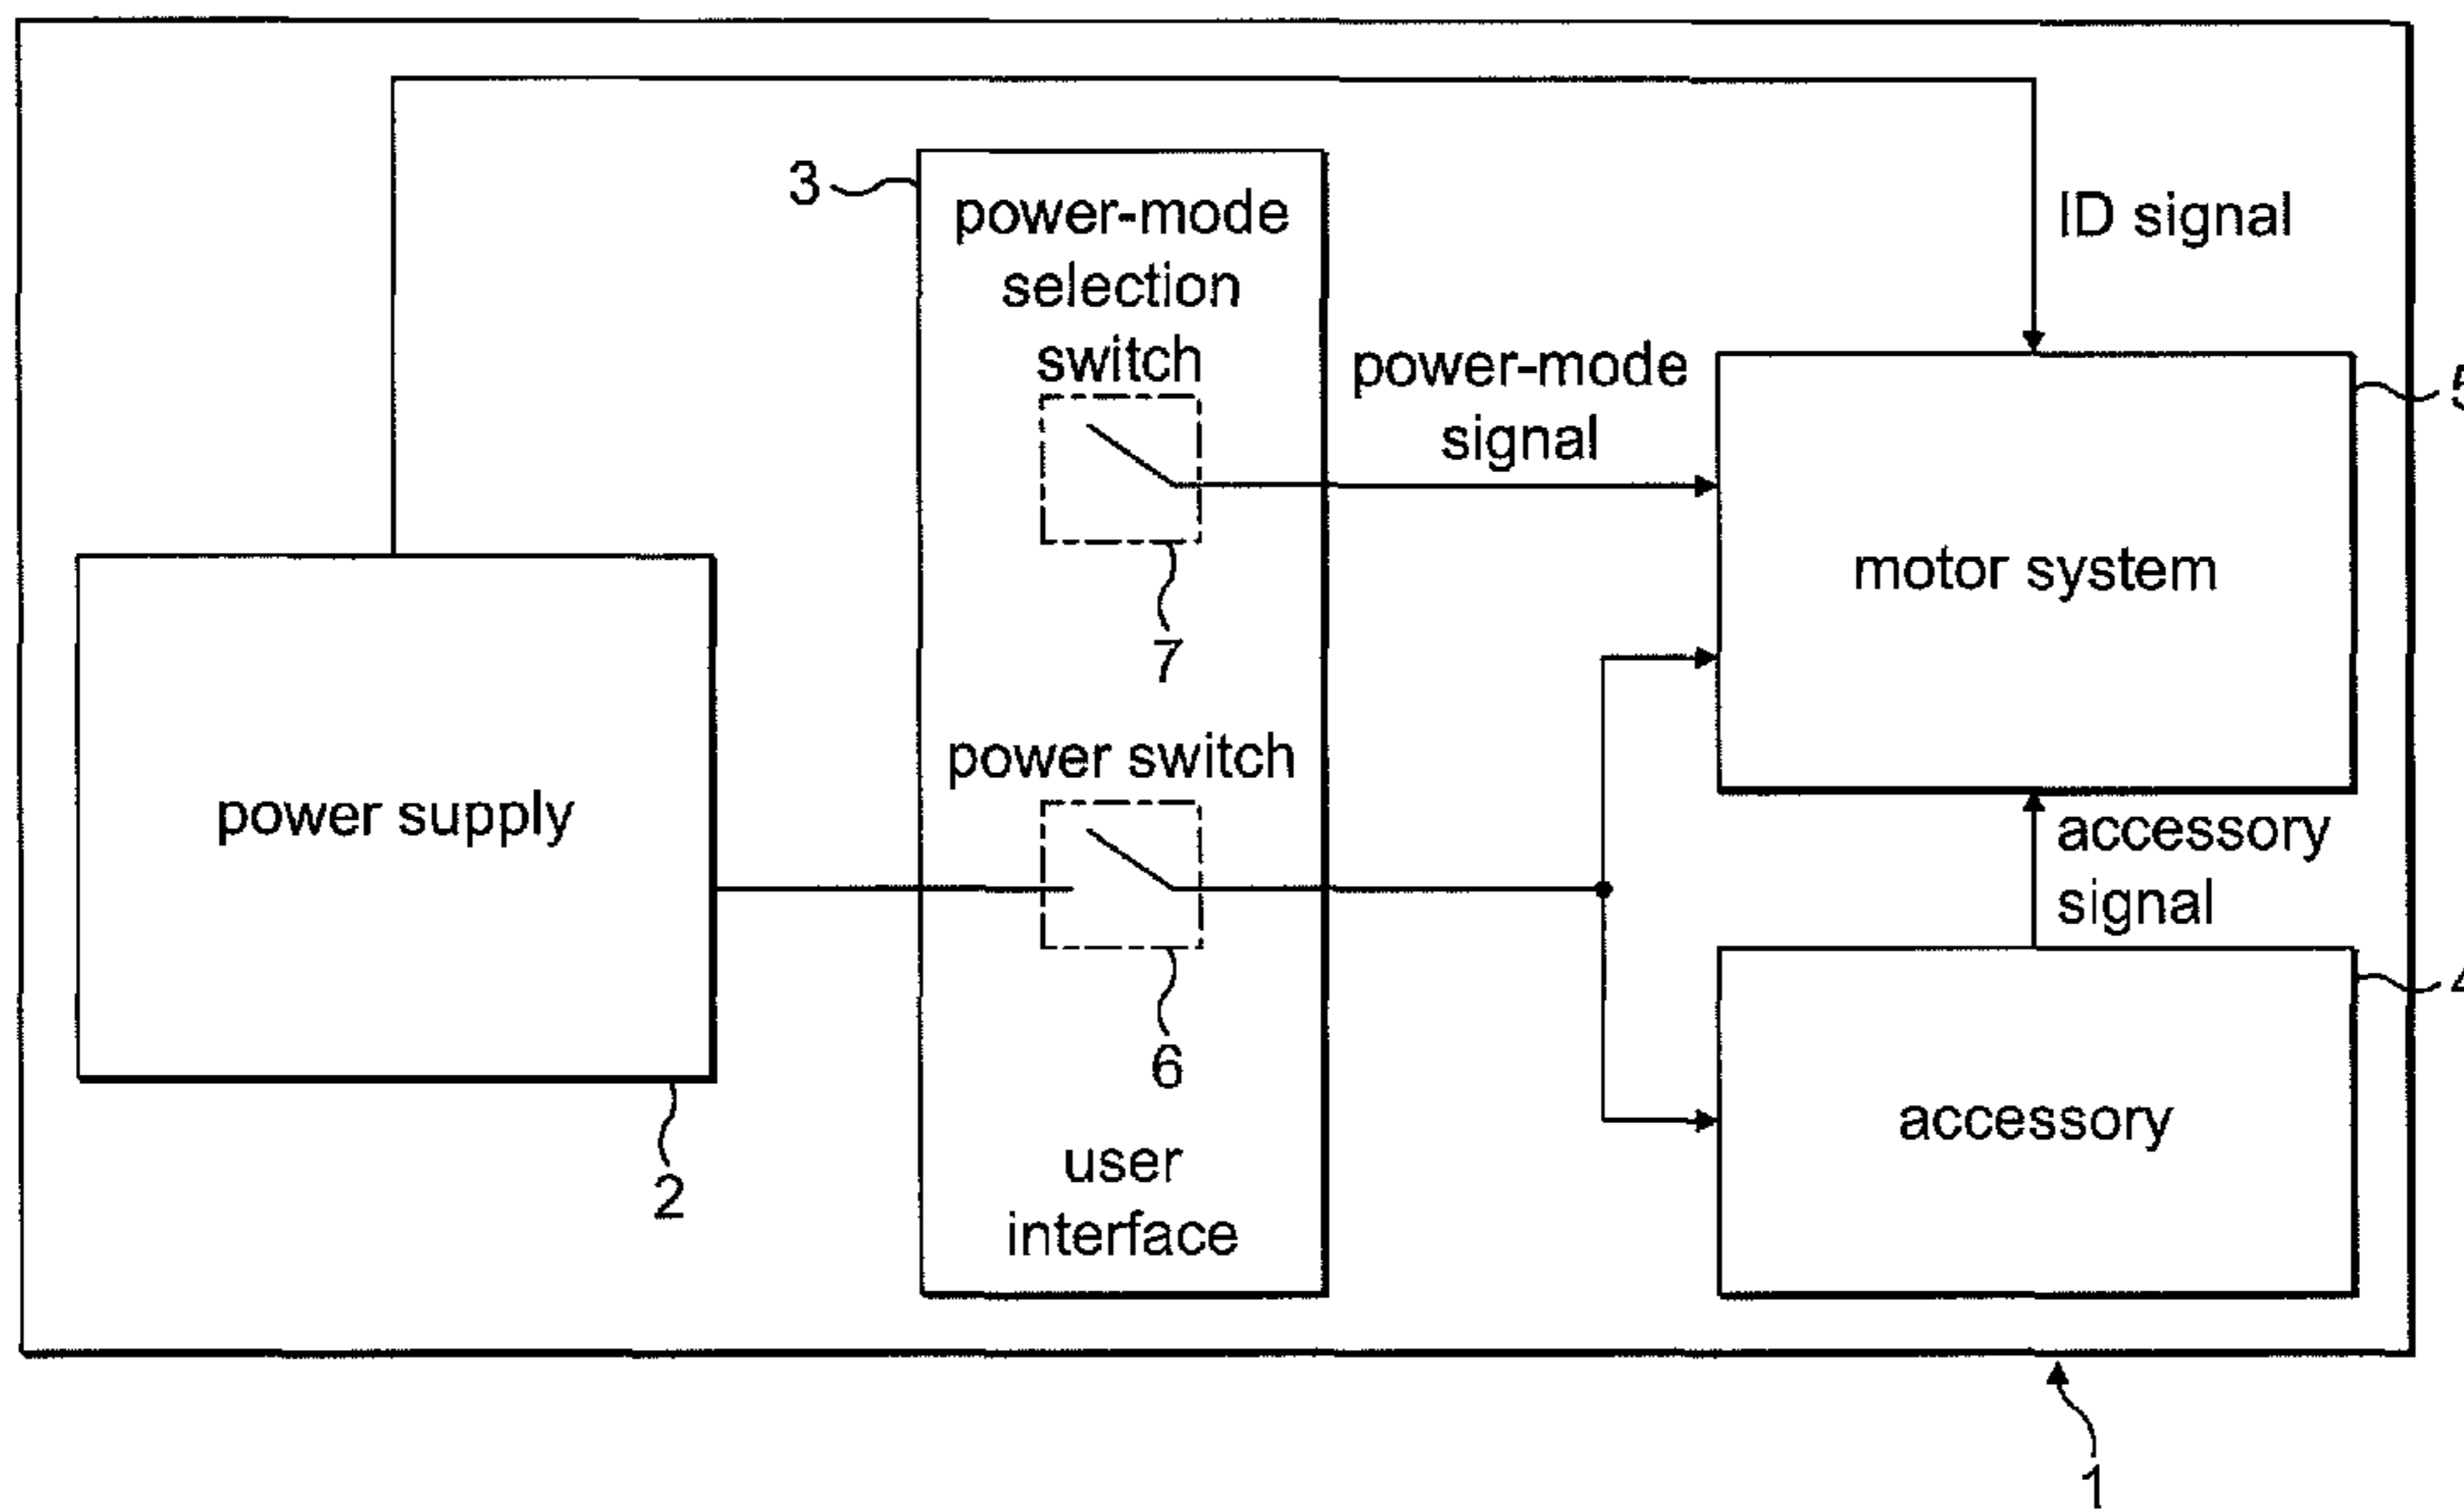 3
power-mode
selection
switch
ID signal
power-mode
signal
5
motor system
7
power switch
power supply
accessory
signal
4
6
accessory
2
user
interface
1